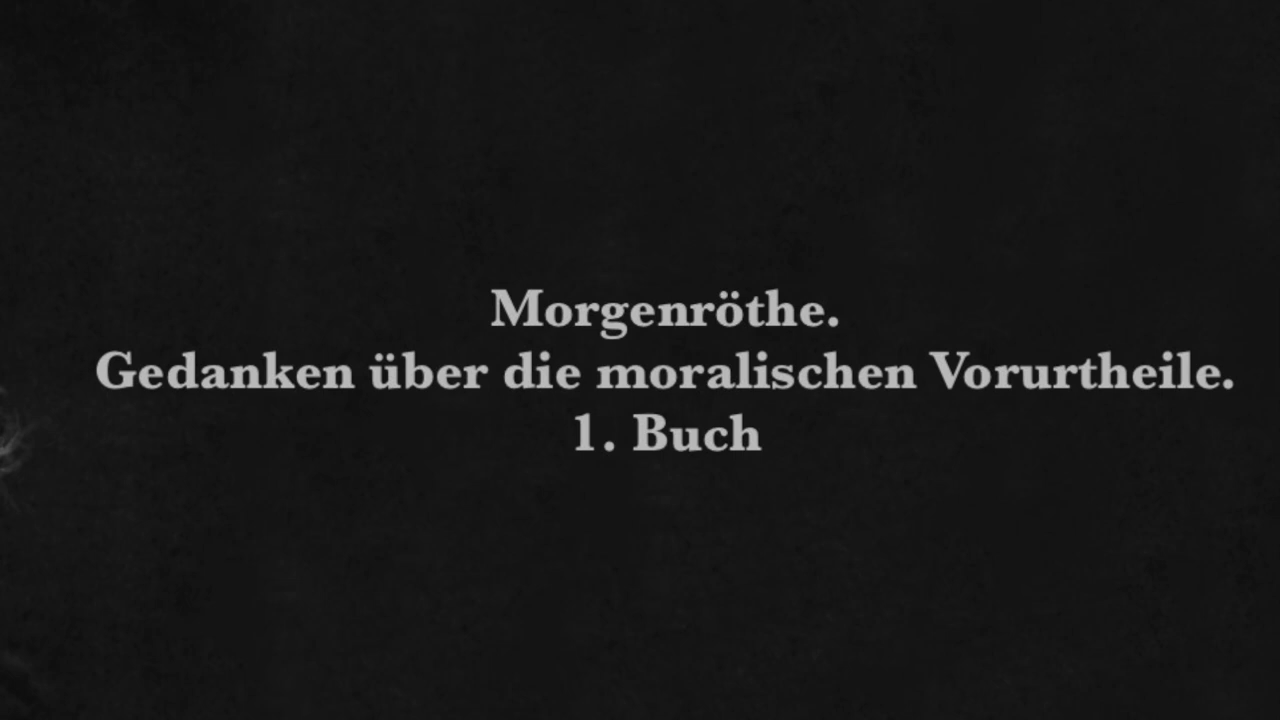 Morgenröthe.
Gedanken über die moralischen Vorurtheile.
1. Buch